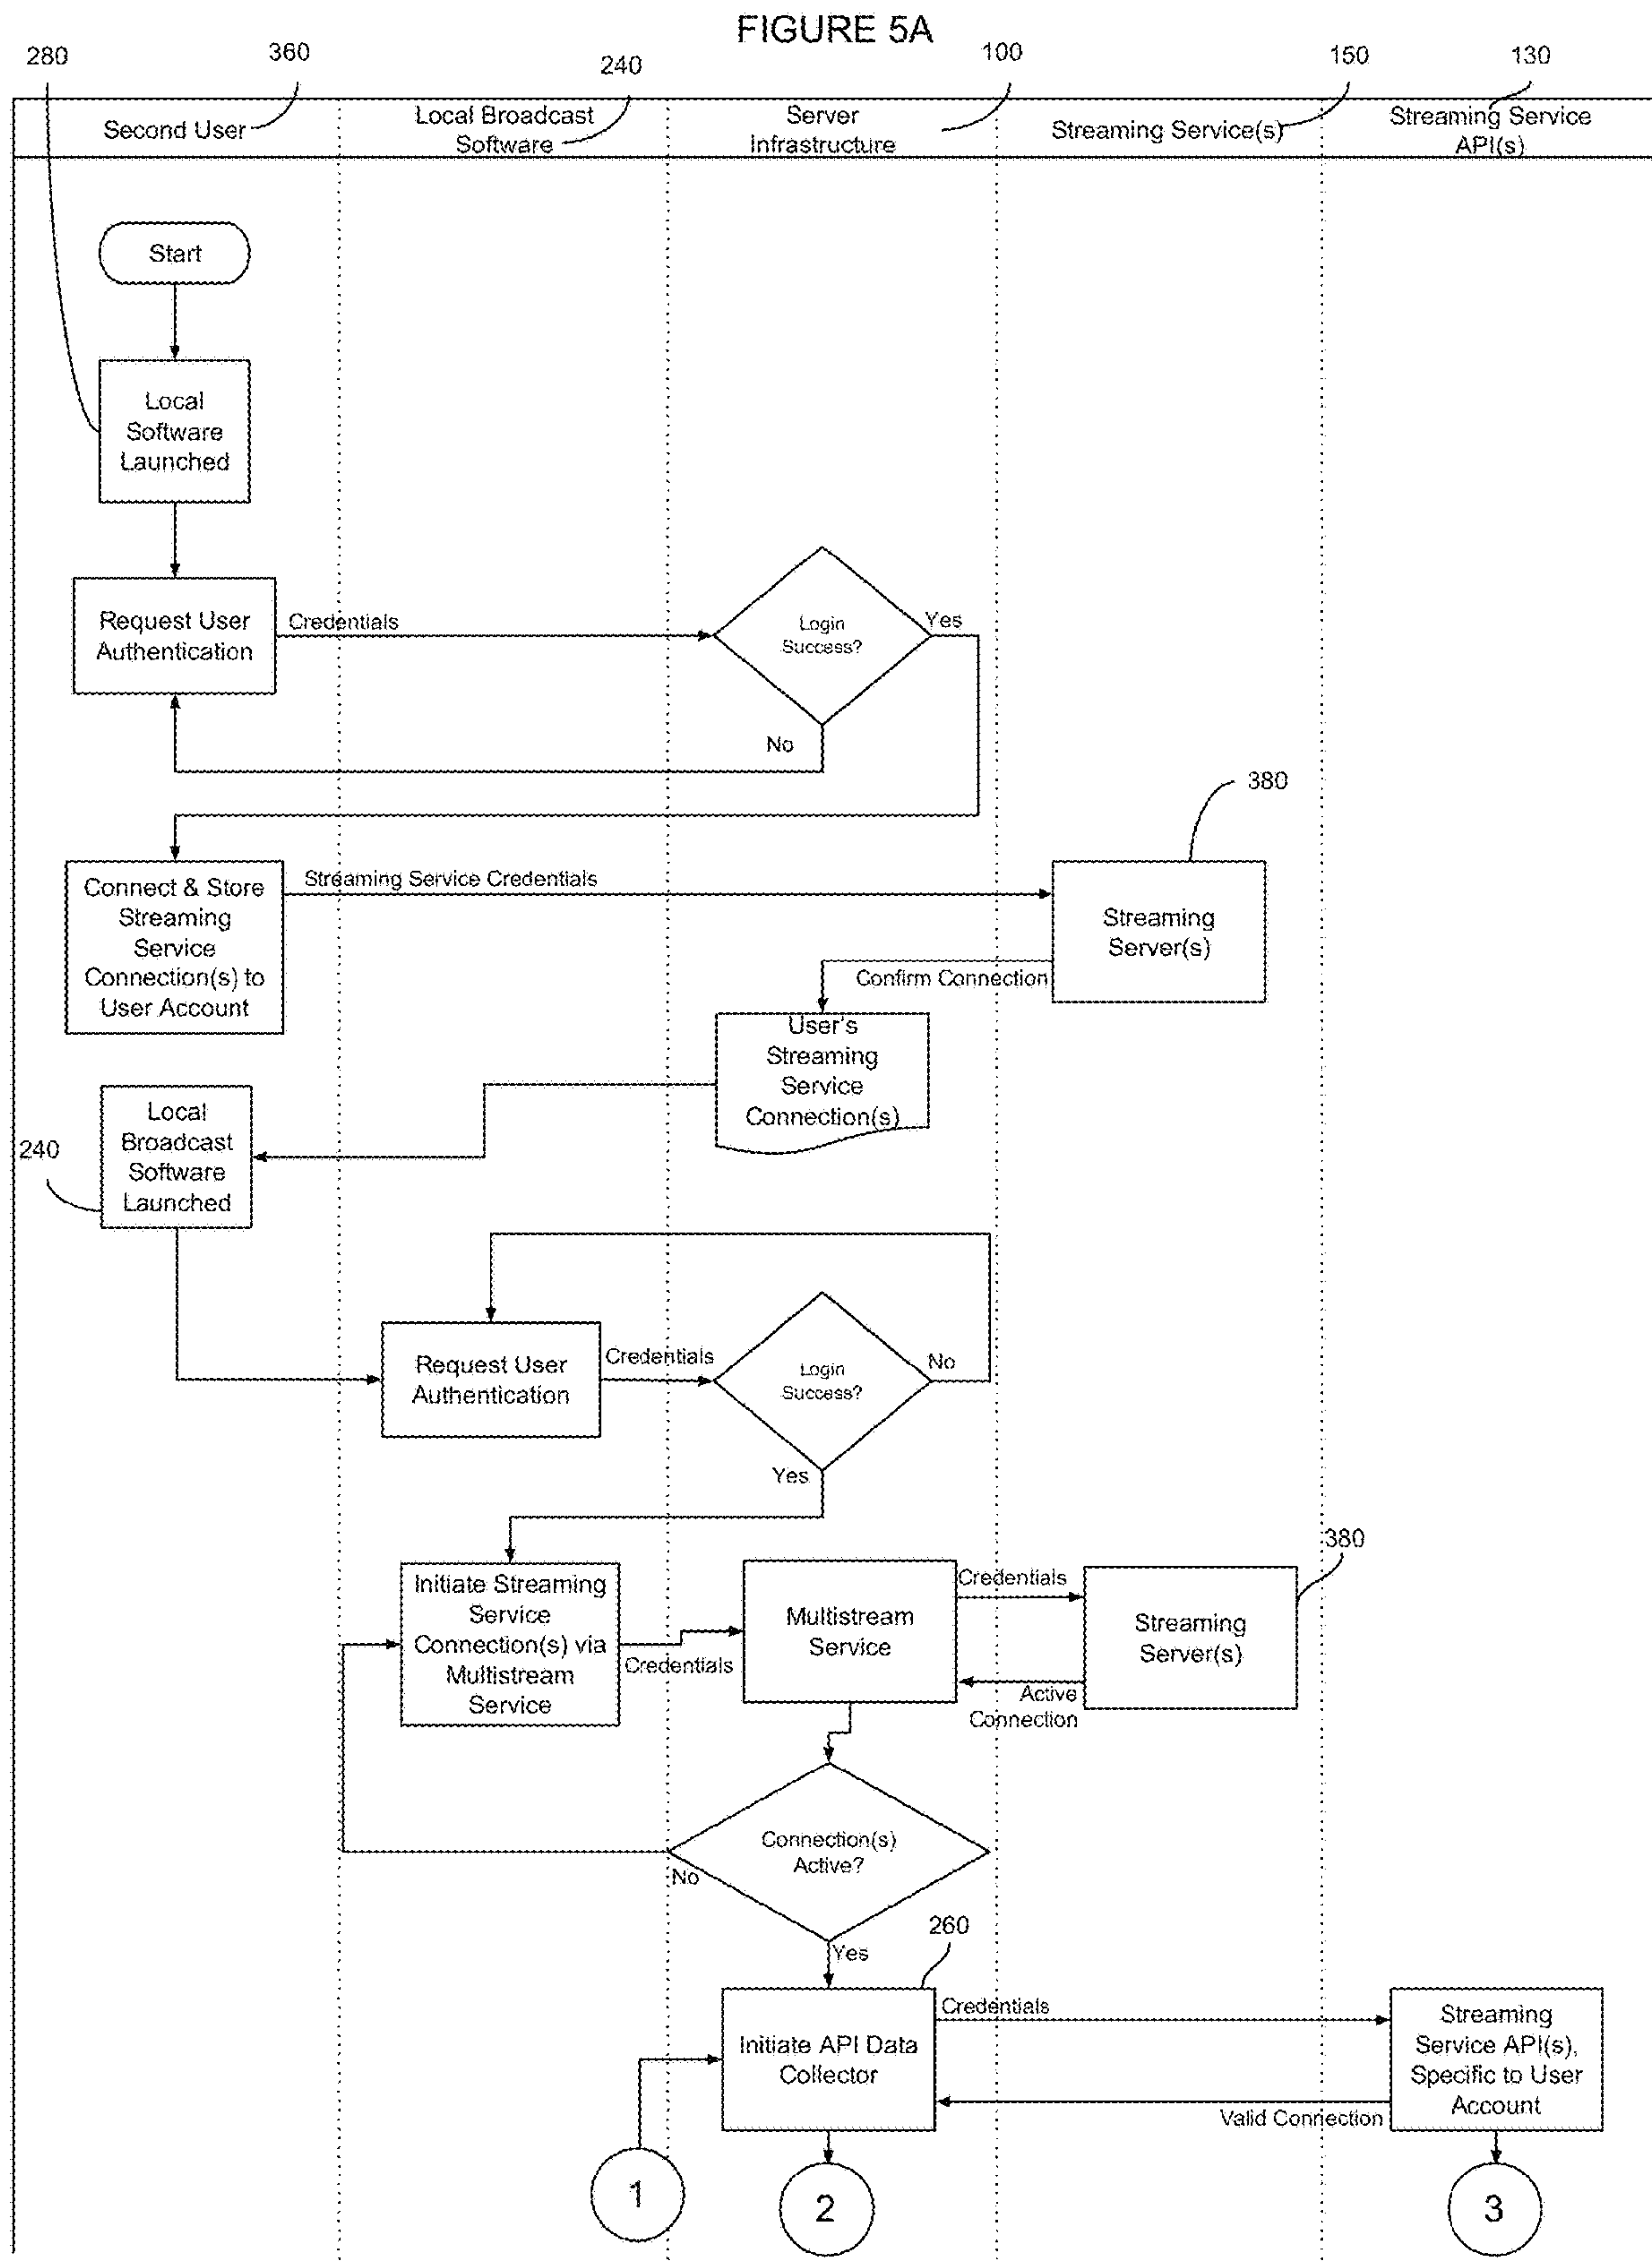 FIGURE 5A
280
360
240
100
150
130
Second User
Local Broadcast
Software
Server
Infrastructure
Streaming Service(s)
Streaming Service
API(s)
Start
Local
Software
Launched
Request User
Authentication
Credentials
Login
Success?
Yes
No
380
Connect & Store
Streaming
Service
Connection(s) to
User Account
Streaming Service Credentials
Streaming
Server(s)
Confirm Connection
User's
Streaming
Service
Connection(s)
Local
Broadcast
Software
Launched
240
Request User
Authentication
Credentials
Login
Success?
No
Yes
380
Initiate Streaming
Service
Connection(s) via
Multistream
Service
Credentials
Multistream
Service
Credentials
Streaming
Server(s)
Active
Connection
Connection(s)
Active?
No
Yes
260
Initiate API Data
Collector
Credentials
Streaming
Service API(s),
Specific to User
Account
Valid Connection
1
2
3